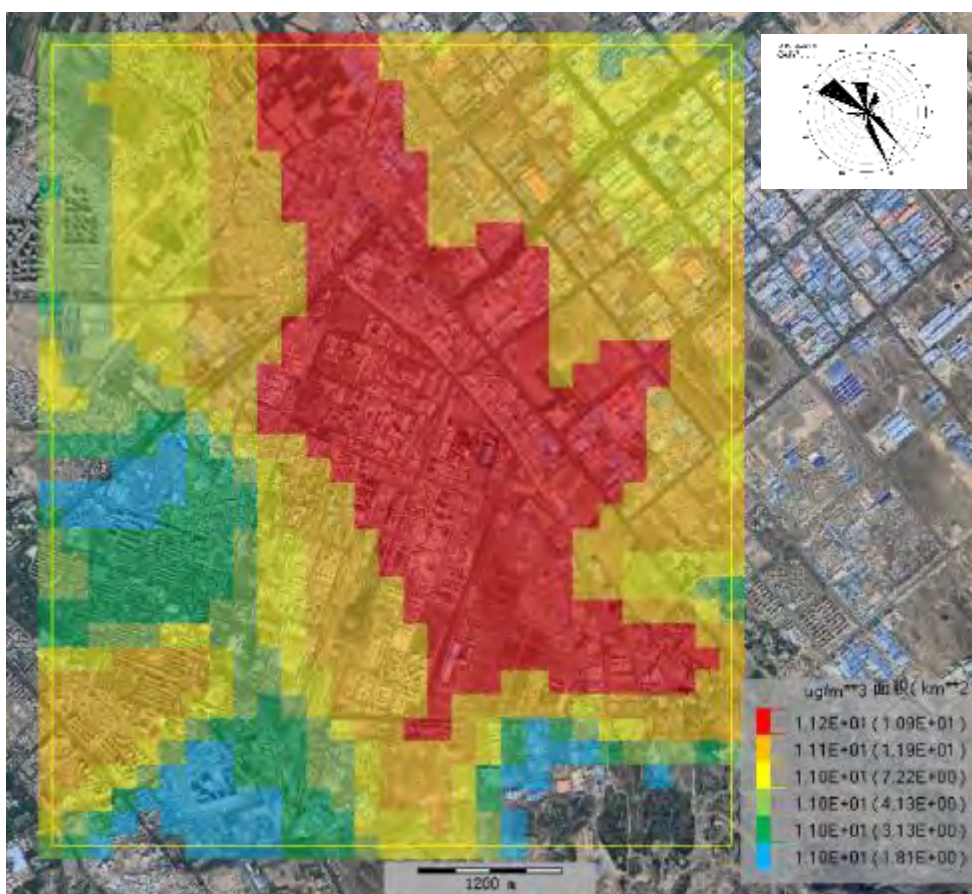 ug/m**3 面积(km**2
1.12E+01 (1.09E+01)
1.11E+01 (1.19E+01)
1.10E+01 (7.22E+00)
1.10E+01 (4.13E+00)
1.10E+01 (3.13E+00)
1.10E+01 (1.81E+00)
1200 m